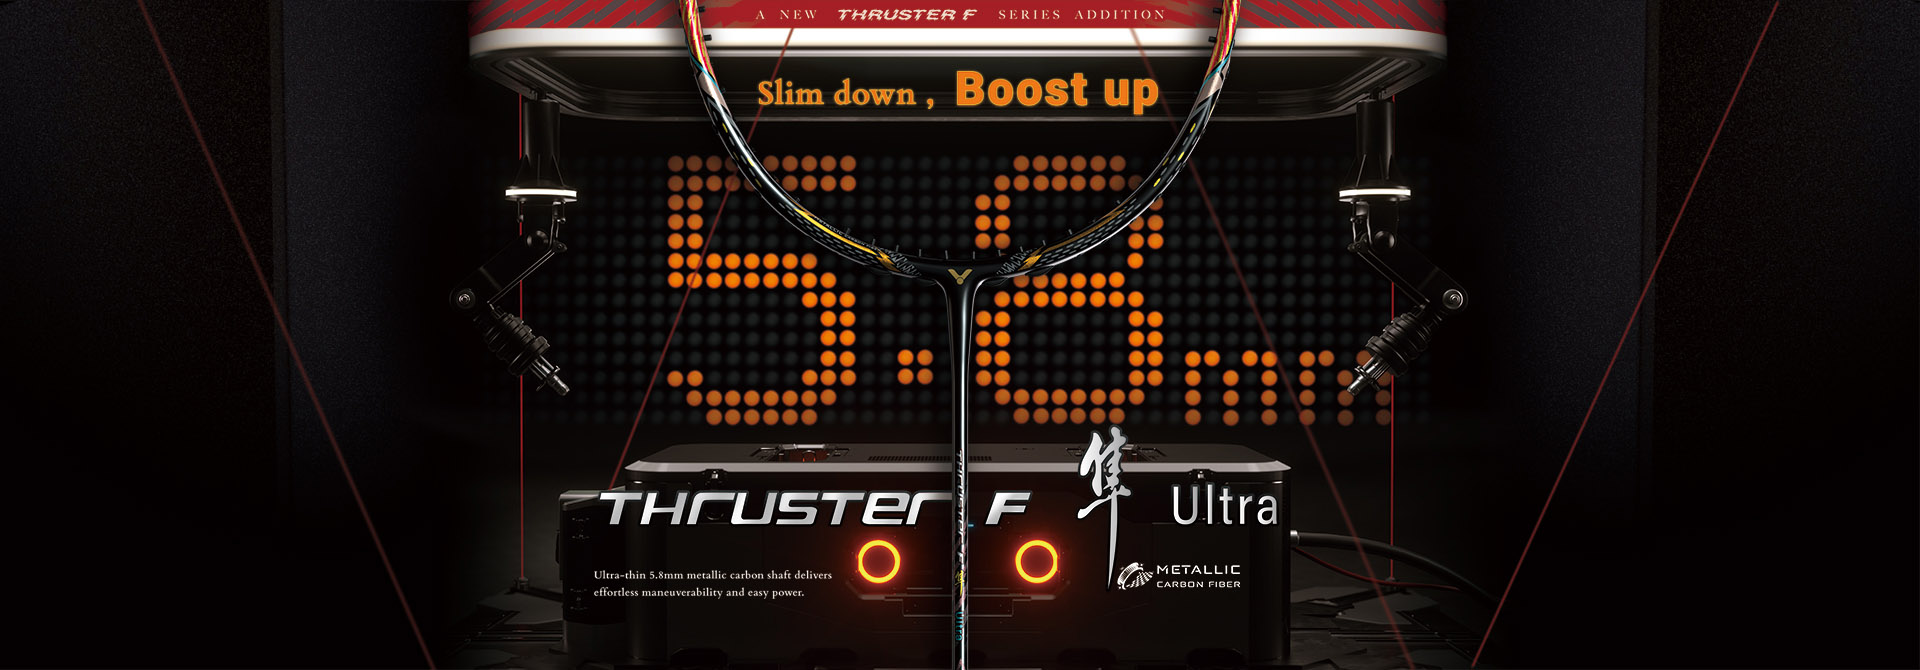 A NEW THRUSTER F SERIES ADDITION
Slim down , Boost up
5.8mm
THRUSTER F 隼 Ultra
METALLIC
CARBON FIBER
Ultra-thin 5.8mm metallic carbon shaft delivers
effortless maneuverability and easy power.
Ultra